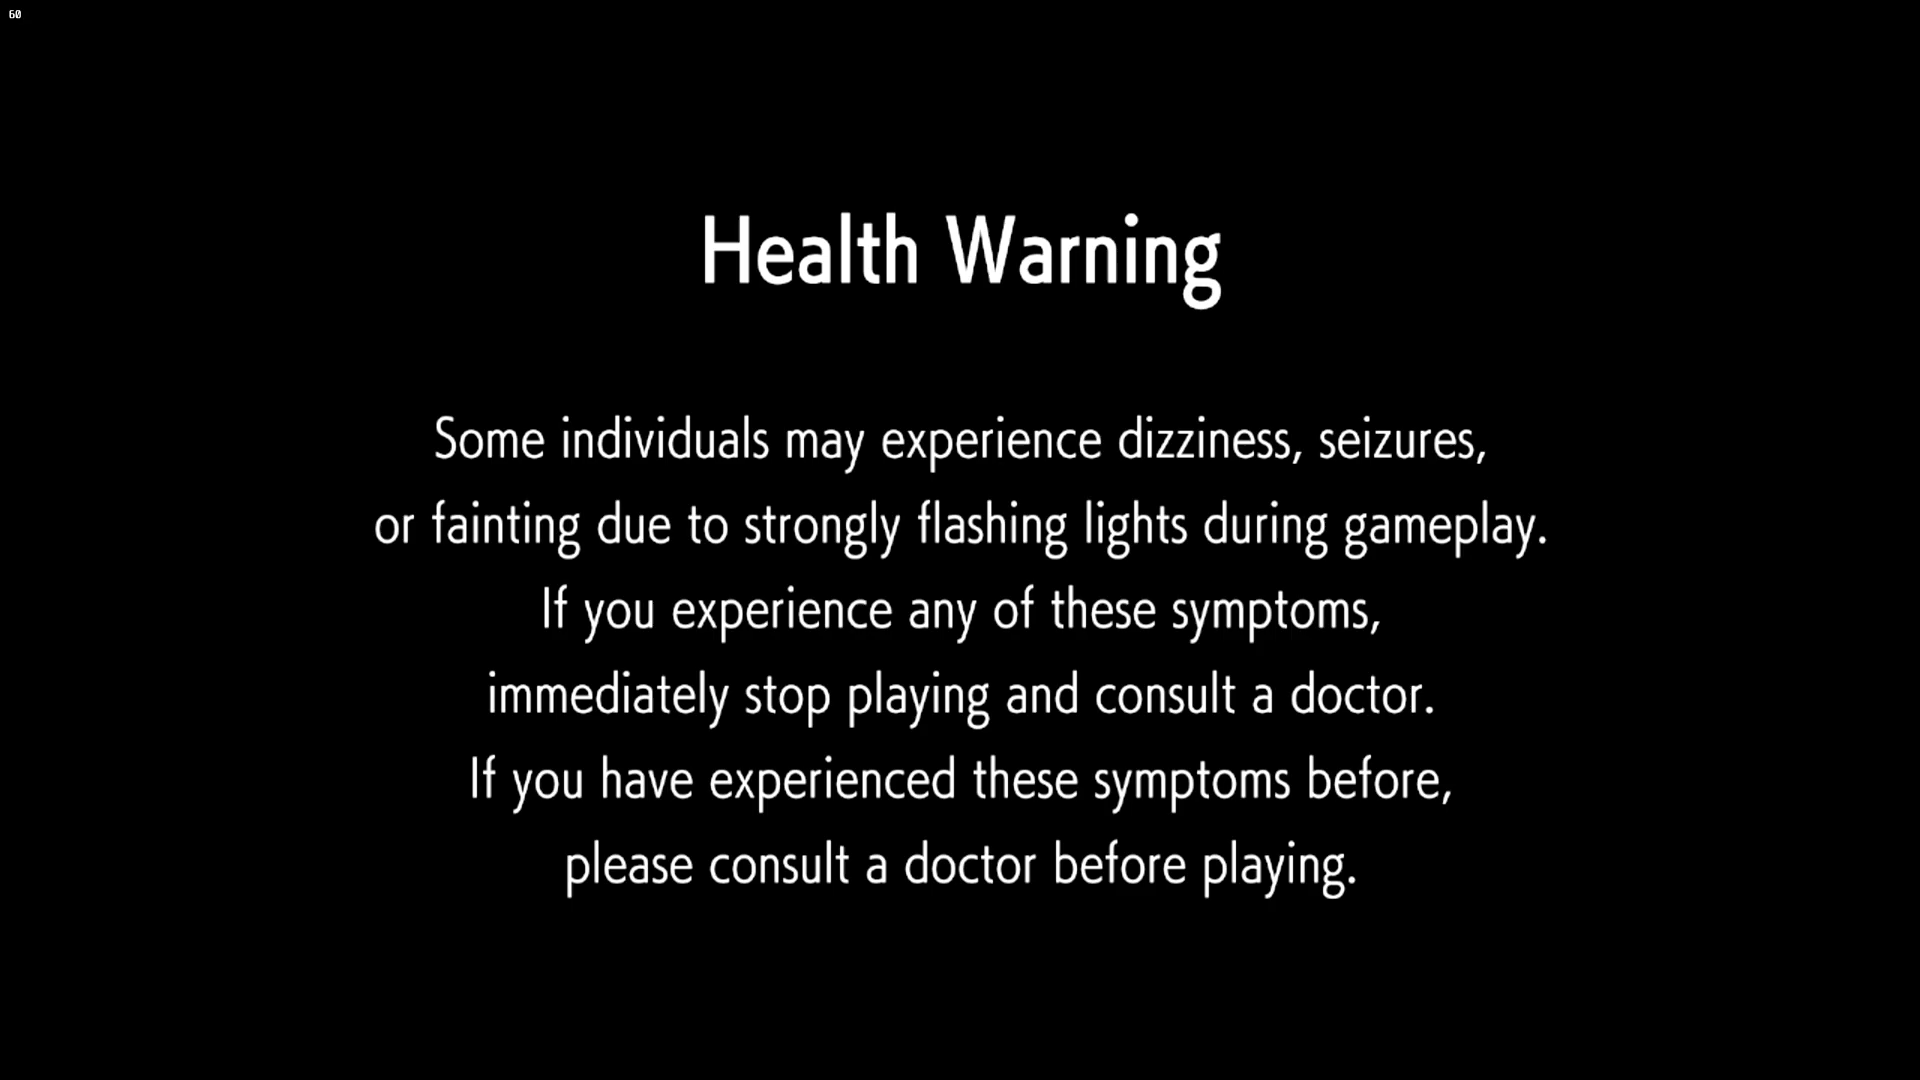 60
Health Warning
Some individuals may experience dizziness, seizures,
or fainting due to strongly flashing lights during gameplay.
If you experience any of these symptoms,
immediately stop playing and consult a doctor.
If you have experienced these symptoms before,
please consult a doctor before playing.